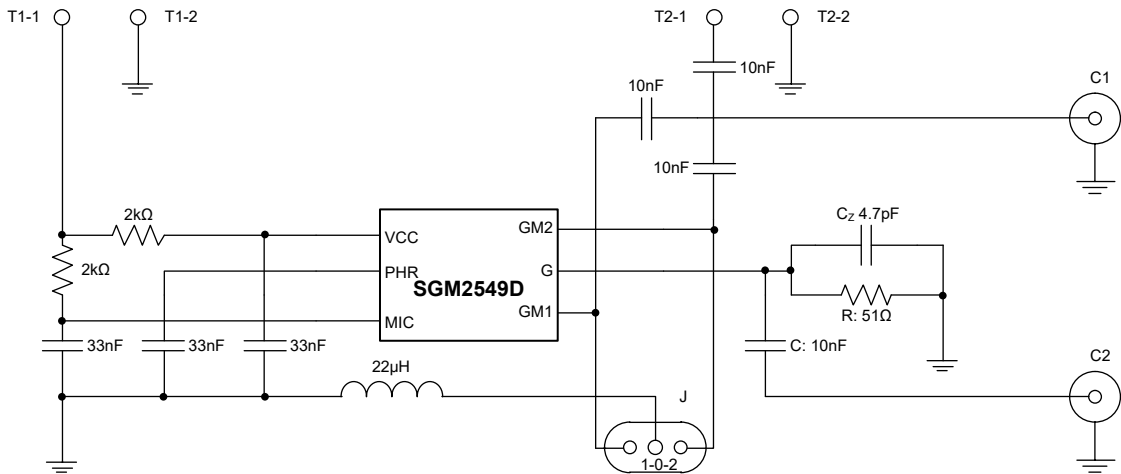 T1-1
T1-2
T2-1
T2-2
10nF
10nF
C1
10nF
2kΩ
VCC
GM2
CZ 4.7pF
2kΩ
PHR
G
SGM2549D
GM1
R: 51Ω
MIC
33nF
33nF
33nF
C: 10nF
22µH
C2
J
1-0-2